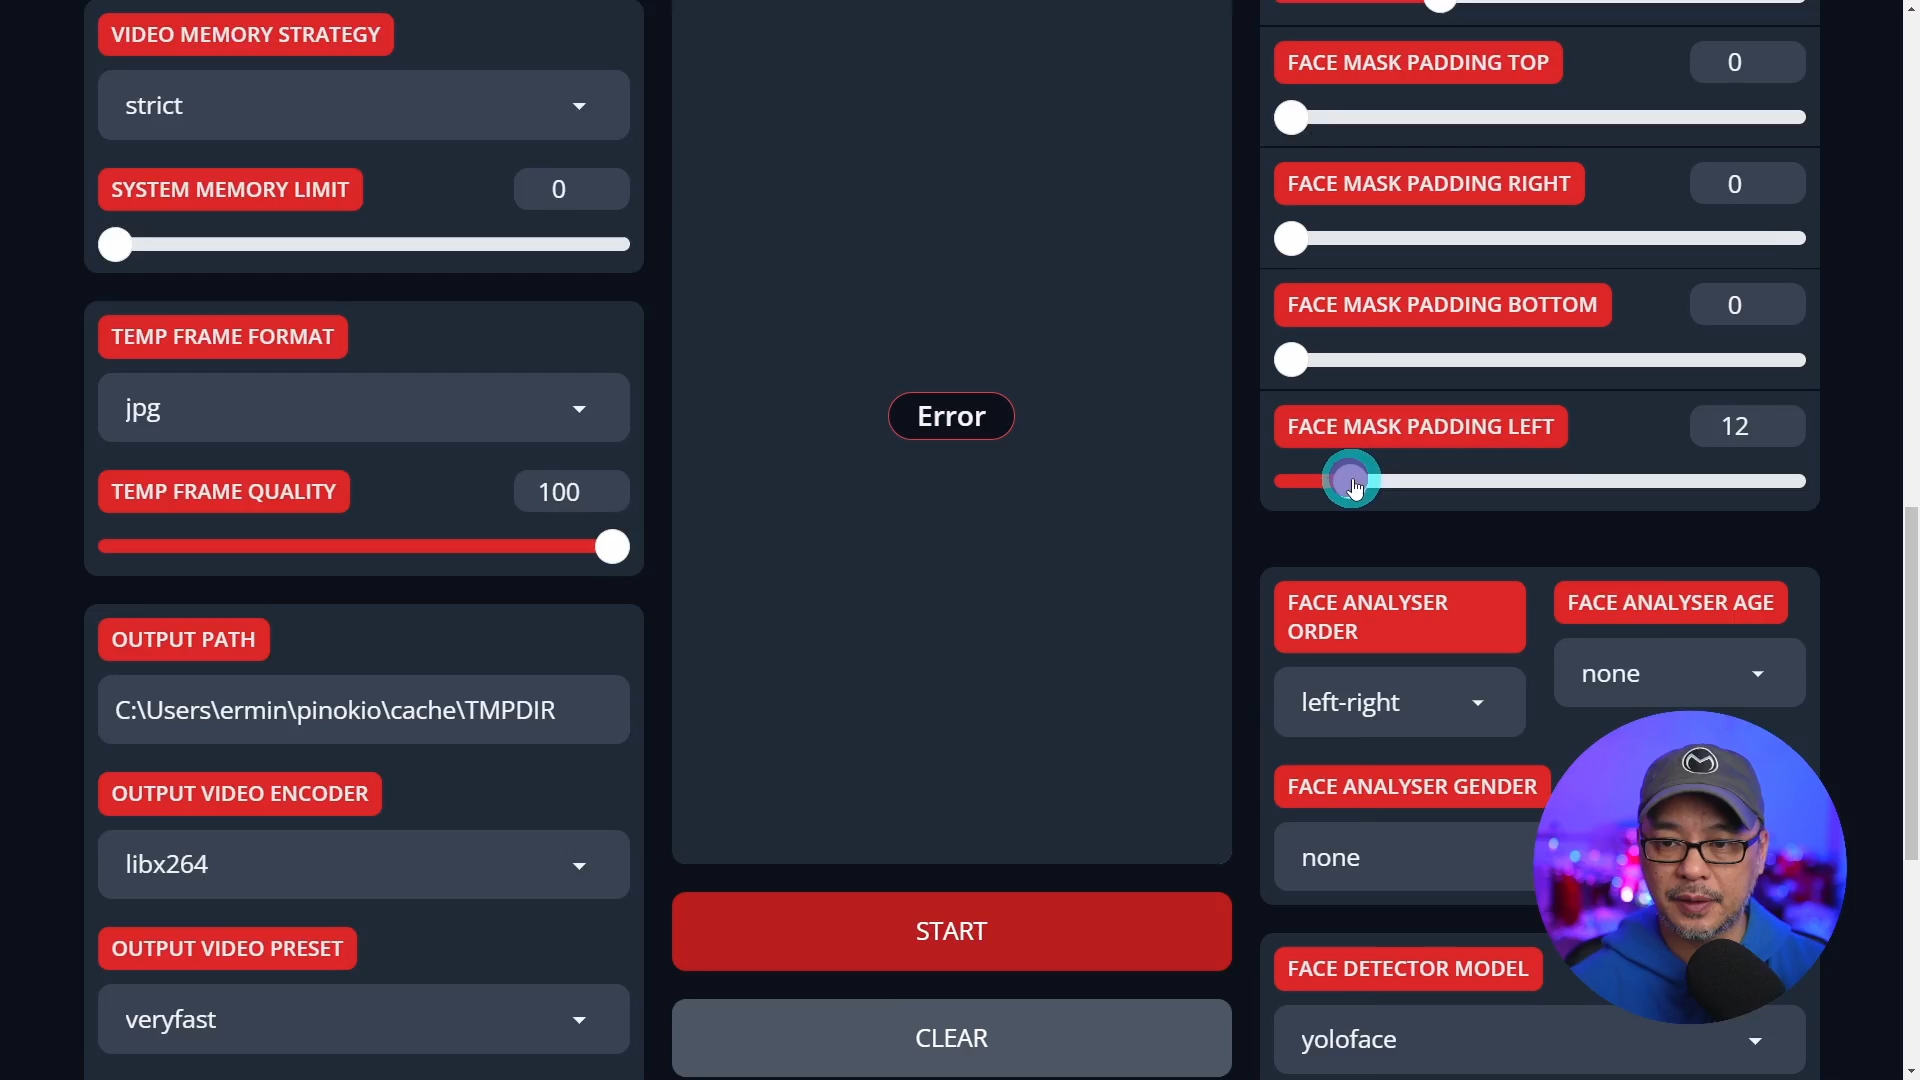 VIDEO MEMORY STRATEGY
strict
SYSTEM MEMORY LIMIT
0
TEMP FRAME FORMAT
jpg
TEMP FRAME QUALITY
100
OUTPUT PATH
C:\Users\ermin\pinokio\cache\TMPDIR
OUTPUT VIDEO ENCODER
libx264
OUTPUT VIDEO PRESET
veryfast
Error
START
CLEAR
FACE MASK PADDING TOP
0
FACE MASK PADDING RIGHT
0
FACE MASK PADDING BOTTOM
0
FACE MASK PADDING LEFT
12
FACE ANALYSER
ORDER
left-right
FACE ANALYSER AGE
none
FACE ANALYSER GENDER
none
FACE DETECTOR MODEL
yoloface